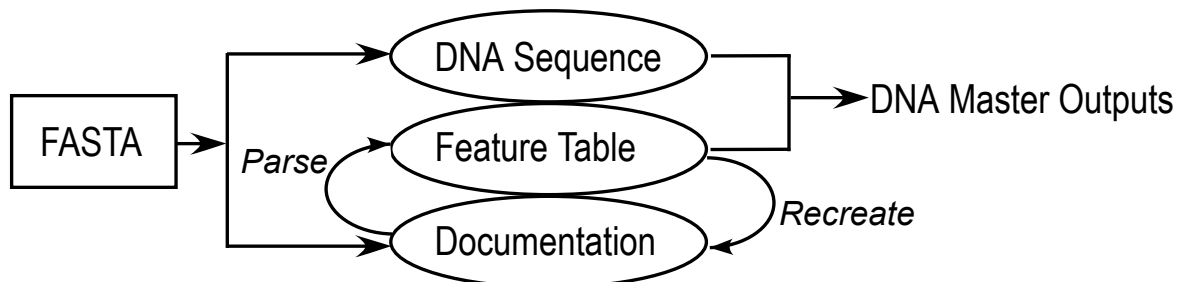 DNA Sequence
DNA Master Outputs
FASTA
Parse
Feature Table
Recreate
Documentation